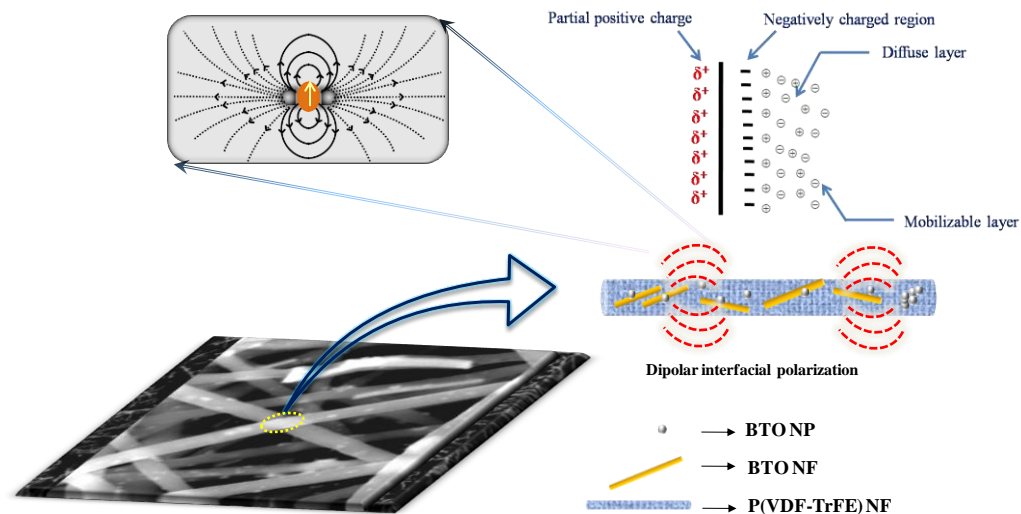 Partial positive charge
Negatively charged region
Diffuse layer
δ⁺
δ⁺
δ⁺
δ⁺
δ⁺
δ⁺
δ⁺
Mobilizable layer
Dipolar interfacial polarization
BTO NP
BTO NF
P(VDF-TrFE) NF